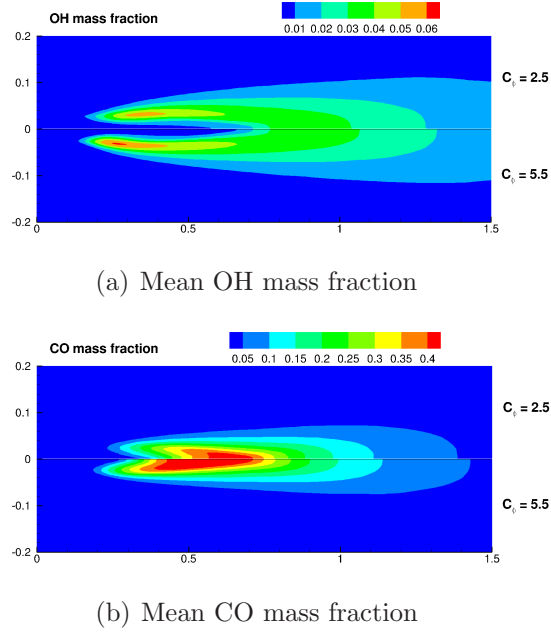 OH mass fraction
0.01 0.02 0.03 0.04 0.05 0.06
0.2
0.1
0
-0.1
-0.2
0 0.5 1 1.5
C_ϕ = 2.5
C_ϕ = 5.5
(a) Mean OH mass fraction
CO mass fraction
0.05 0.1 0.15 0.2 0.25 0.3 0.35 0.4
0.2
0.1
0
-0.1
-0.2
0 0.5 1 1.5
C_ϕ = 2.5
C_ϕ = 5.5
(b) Mean CO mass fraction